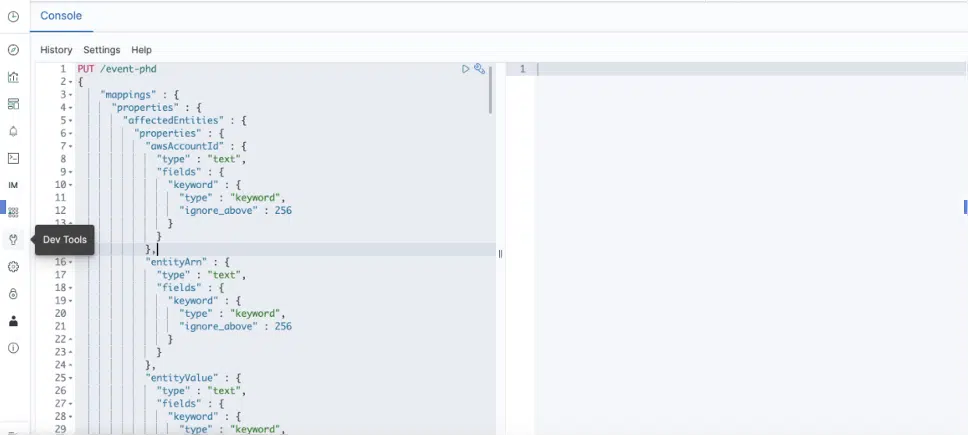 Console
History Settings Help
1 PUT /event-phd
2 {
3 "mappings" : {
4 "properties" : {
5 "affectedEntities" : {
6 "properties" : {
7 "awsAccountId" : {
8 "type" : "text",
9 "fields" : {
10 "keyword" : {
11 "type" : "keyword",
12 "ignore_above" : 256
13 }
}
},
16 "entityArn" : {
17 "type" : "text",
18 "fields" : {
19 "keyword" : {
20 "type" : "keyword",
21 "ignore_above" : 256
22 }
23 }
24 },
25 "entityValue" : {
26 "type" : "text",
27 "fields" : {
28 "keyword" : {
29 "type" : "keyword",
1
IM
Dev Tools